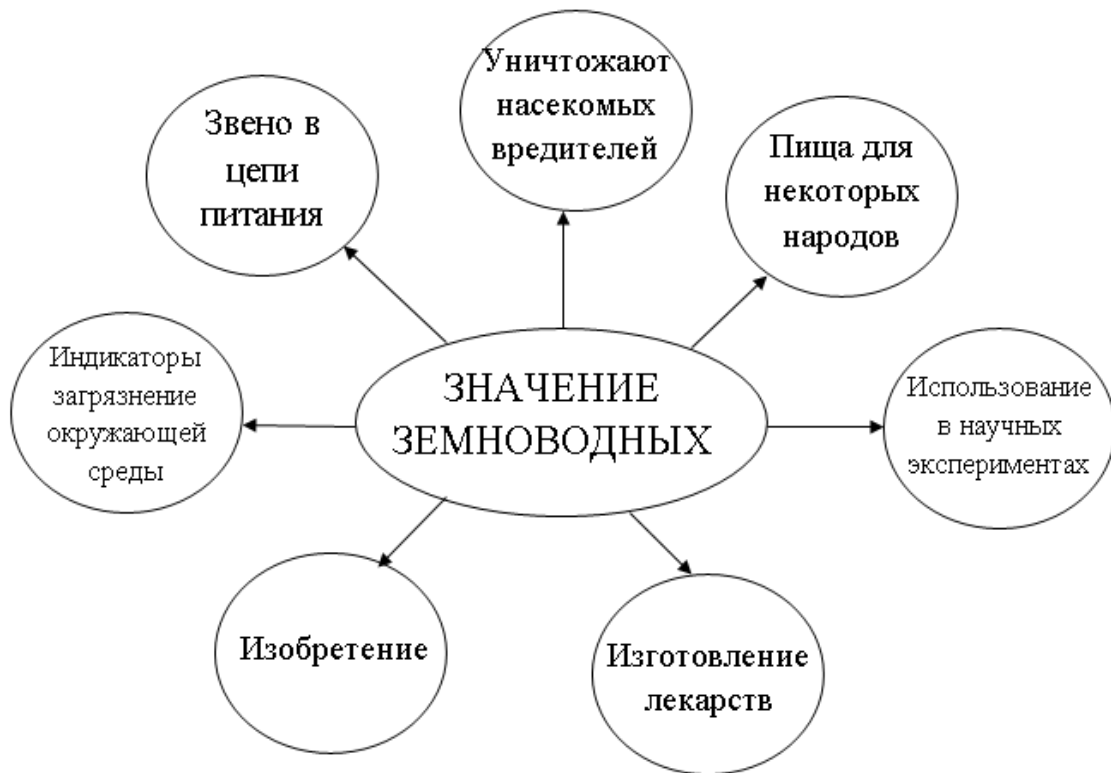 Уничтожают
насекомых
вредителей
Звено в
цепи
питания
Пища для
некоторых
народов
ЗНАЧЕНИЕ
ЗЕМНОВОДНЫХ
Индикаторы
загрязнение
окружающей
среды
Использование
в научных
экспериментах
Изобретение
Изготовление
лекарств